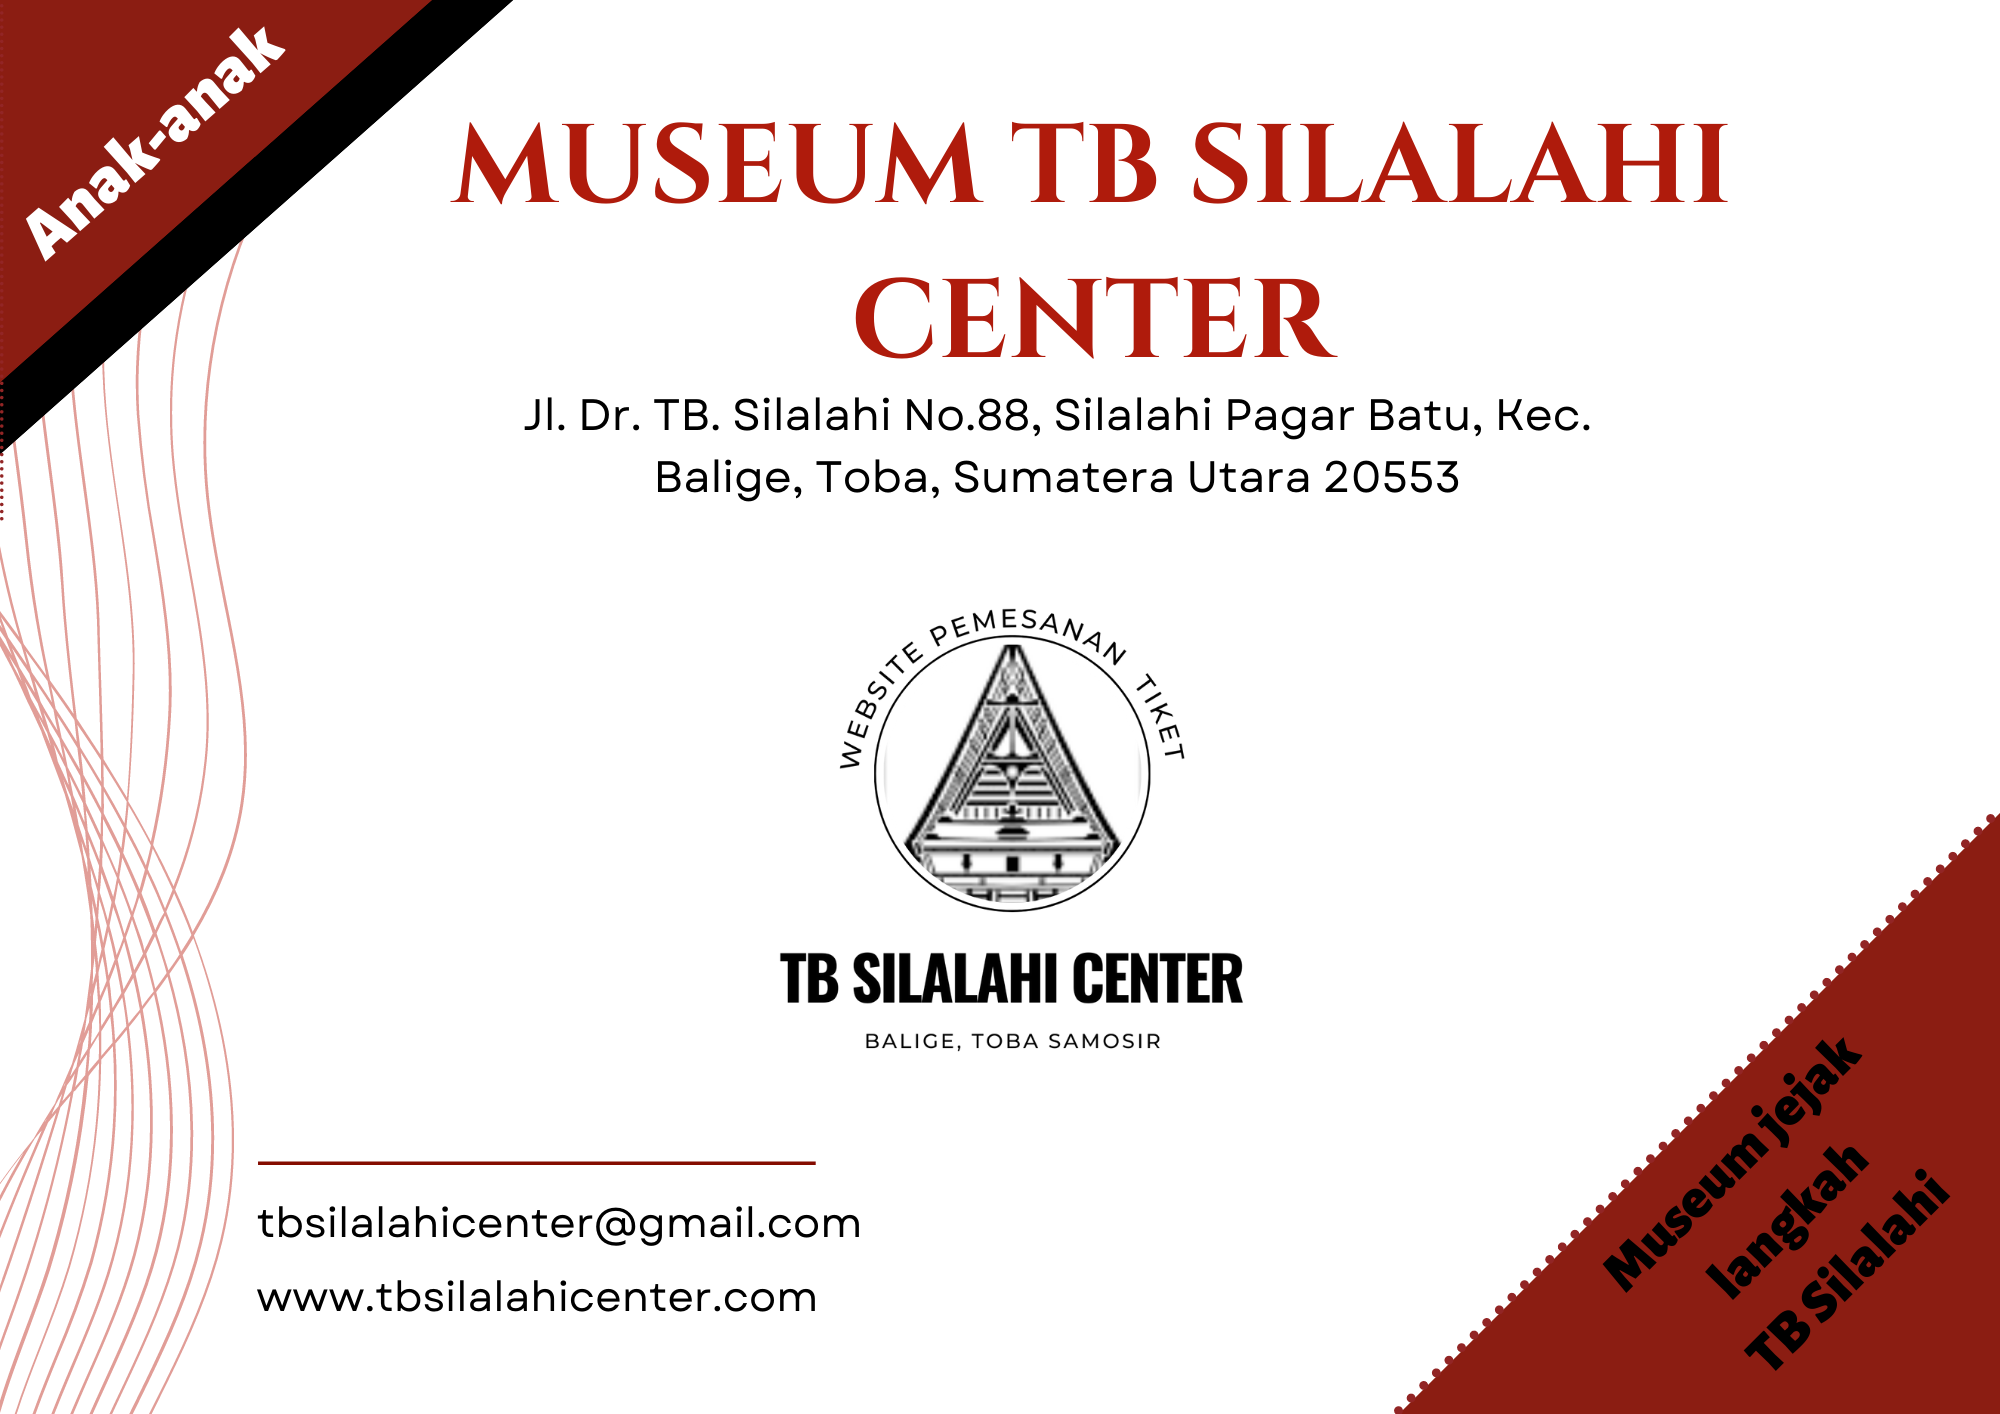 Anak-anak
MUSEUM TB SILALAHI
CENTER
Jl. Dr. TB. Silalahi No.88, Silalahi Pagar Batu, Kec.
Balige, Toba, Sumatera Utara 20553
WEBSITE PEMESANAN TIKET
TB SILALAHI CENTER
BALIGE, TOBA SAMOSIR
tbsilalahicenter@gmail.com
www.tbsilalahicenter.com
Museum jejak
langkah
TB Silalahi